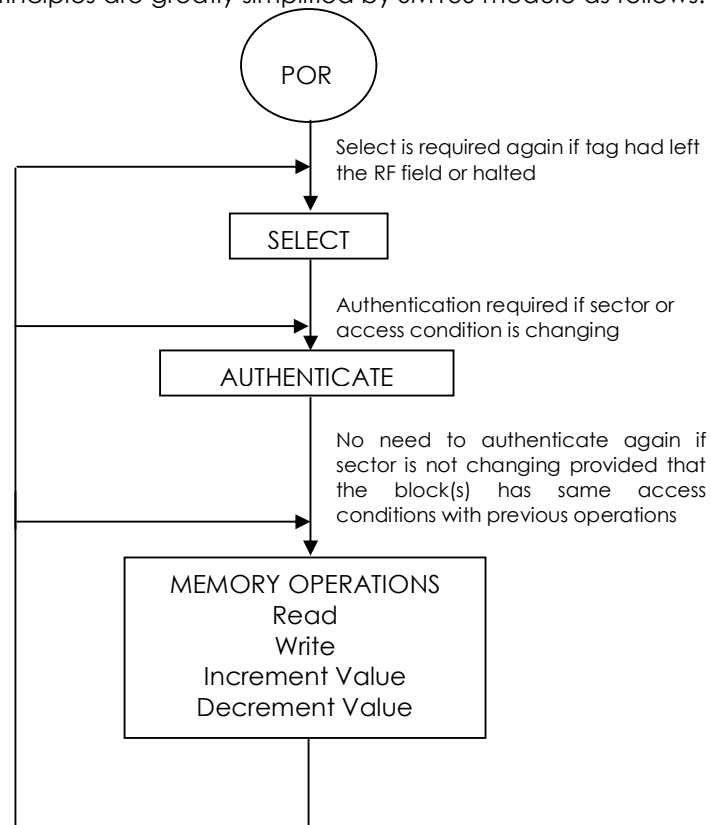 principles are greatly simplified by SM130 module as follows:
POR
Select is required again if tag had left
the RF field or halted
SELECT
Authentication required if sector or
access condition is changing
AUTHENTICATE
No need to authenticate again if
sector is not changing provided that
the block(s) has same access
conditions with previous operations
MEMORY OPERATIONS
Read
Write
Increment Value
Decrement Value